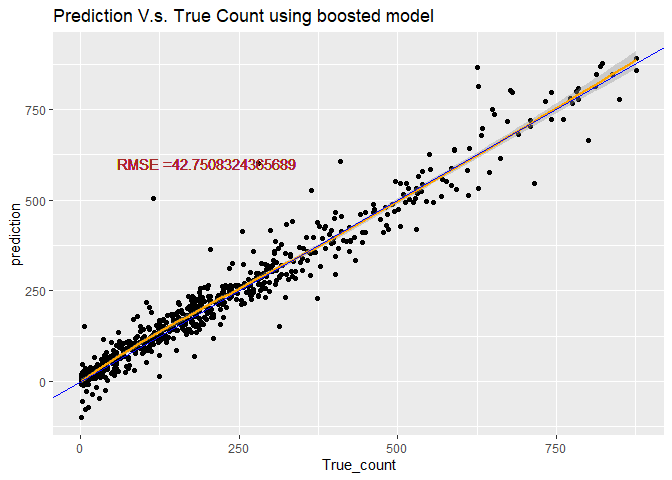 Prediction V.s. True Count using boosted model
750
RMSE =42.7508324365689
500
250
0
prediction
0 250 500 750
True_count